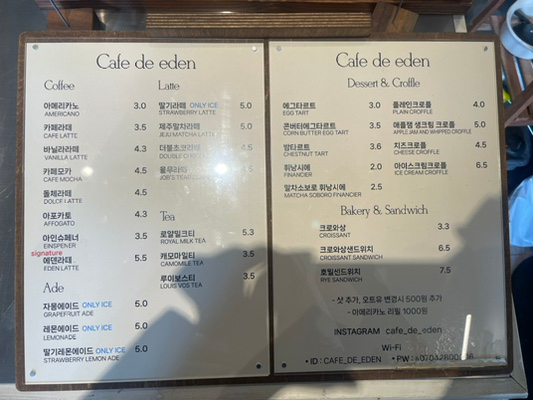 Cafe de eden
Coffee
아메리카노 3.0
AMERICANO
카페라떼 3.5
CAFE LATTE
바닐라라떼 4.3
VANILLA LATTE
카페모카 4.5
CAFE MOCHA
돌체라떼 4.5
DOLCE LATTE
아포카토 4.3
AFFOGATO
아인슈페너 3.5
EINSPENER
signature
에덴라떼 5.5
EDEN LATTE
Ade
자몽에이드 ONLY ICE 5.0
GRAPEFRUIT ADE
레몬에이드 ONLY ICE 5.0
LEMONADE
딸기레몬에이드 ONLY ICE 5.0
STRAWBERRY LEMON ADE
Latte
딸기라떼 ONLY ICE 5.0
STRAWBERRY LATTE
제주말차라떼 5.0
JEJU MATCHA LATTE
더블초코라떼 4.5
DOUBLE
JOB'S
Tea
로얄밀크티 5.3
ROYAL MILK TEA
캐모마일티 3.5
CAMOMILE TEA
루이보스티 3.5
LOUIS VOS TEA
Cafe de eden
Dessert & Croffle
에그타르트 3.0
EGG TART
콘버터에그타르트 3.5
CORN BUTTER EGG TART
밤타르트 3.6
CHESTNUT TART
휘낭시에 2.0
FINANCIER
말차소보로 휘낭시에 2.5
MATCHA SOBORO FINANCIER
플레인크로플 4.0
PLAIN CROFFLE
애플잼 생크림 크로플 5.0
APPLE JAM AND WHIPPED CROFFLE
치즈크로플 4.5
CHEESE CROFFLE
아이스크림크로플 6.5
ICE CREAM CROFFLE
Bakery & Sandwich
크로와상 3.3
CROISSANT
크로와상샌드위치 6.5
CROISSANT SANDWICH
호밀샌드위치 7.5
RYE SANDWICH
- 샷 추가, 오트유 변경시 500원 추가
- 아메리카노 리필 1000원
INSTAGRAM cafe_de_eden
Wi-Fi
• ID : CAFE_DE_EDEN • PW :